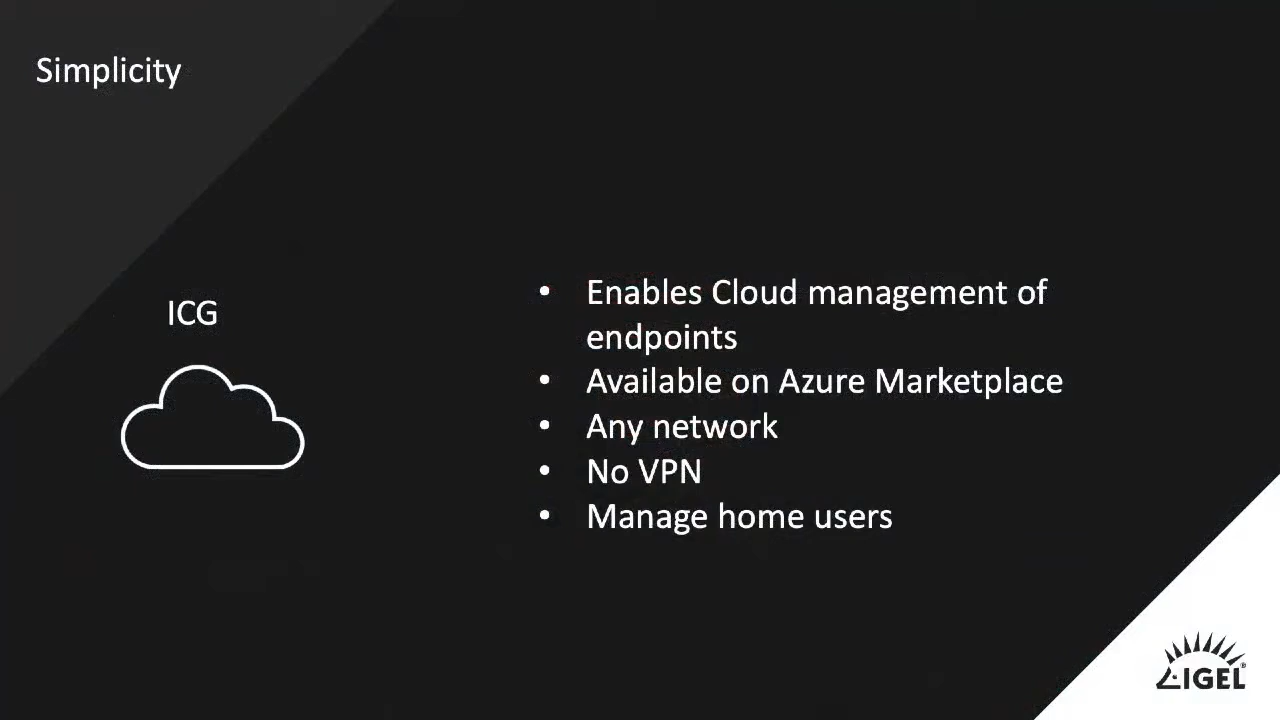 Simplicity
ICG
• Enables Cloud management of
endpoints
• Available on Azure Marketplace
• Any network
• No VPN
• Manage home users
IGEL®